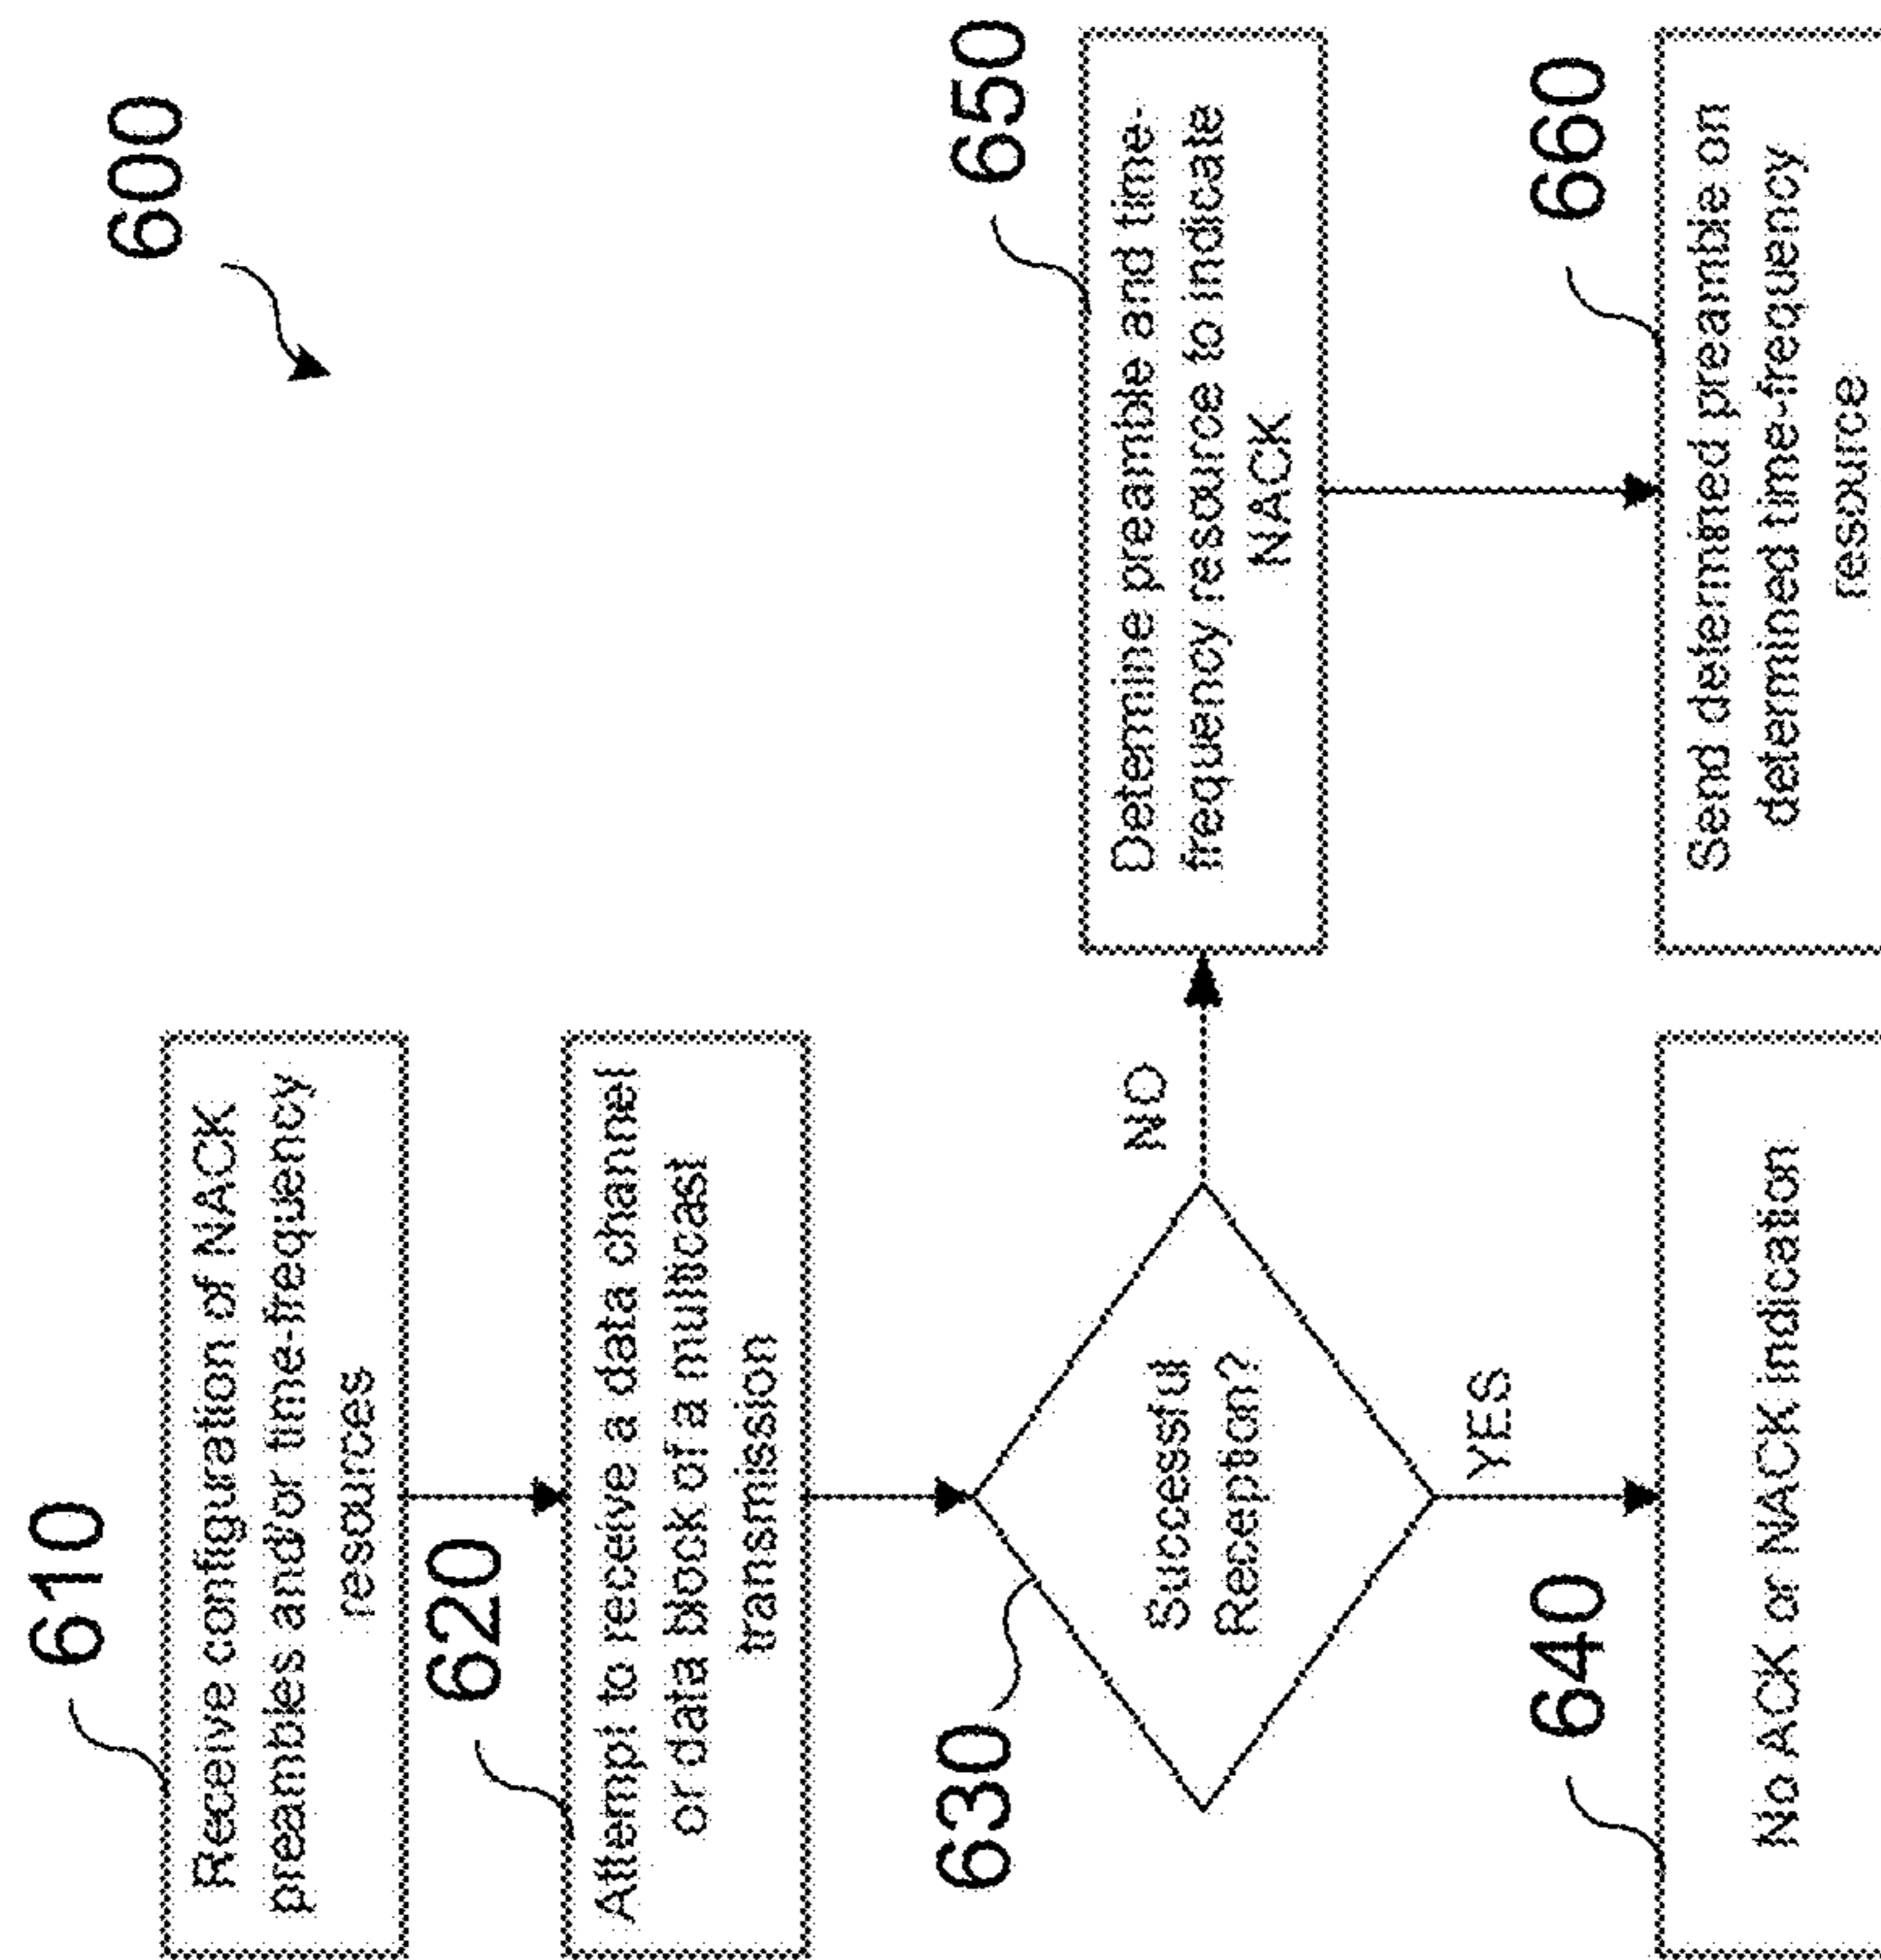 600
610
Receive configuration of NACK
preambles and/or time-frequency
resources
620
Attempt to receive a data channel
or data block of a multicast
transmission
630
Successful
Reception?
NO
YES
640
No ACK or NACK indication
650
Determine preamble and time-
frequency resource to indicate
NACK
660
Send determined preamble on
determined time-frequency
resource